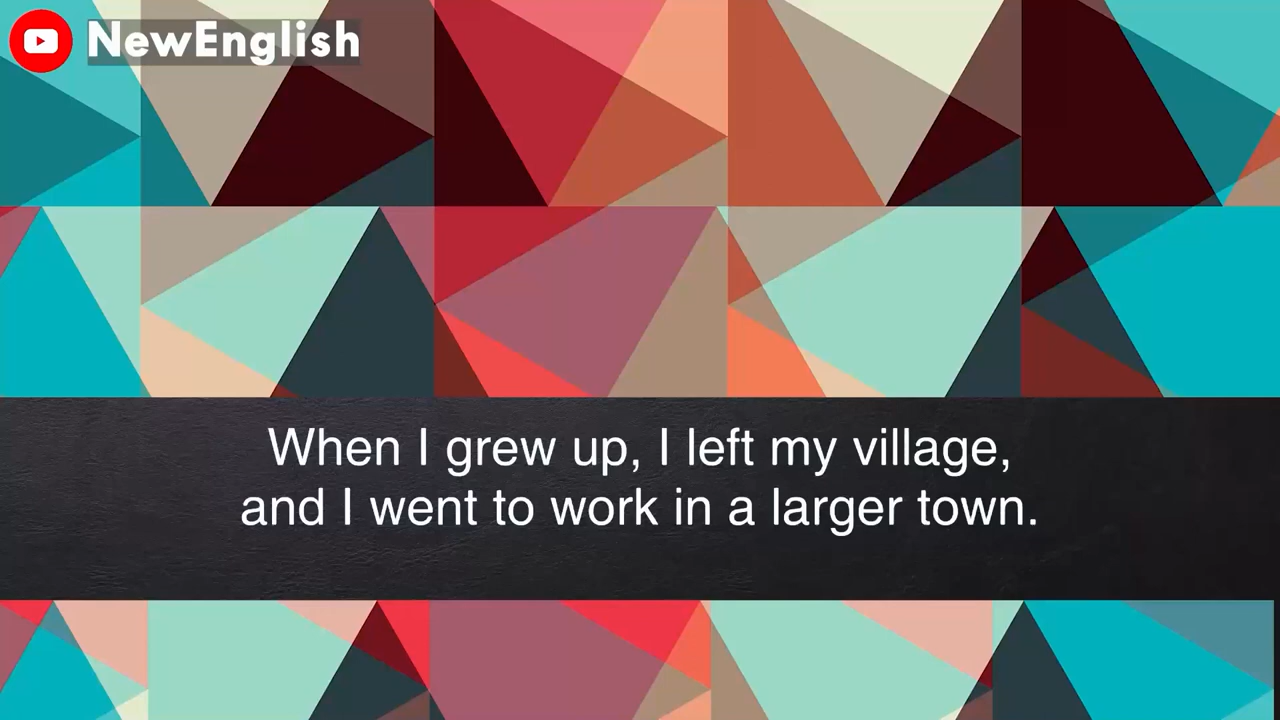 NewEnglish
When I grew up, I left my village,
and I went to work in a larger town.